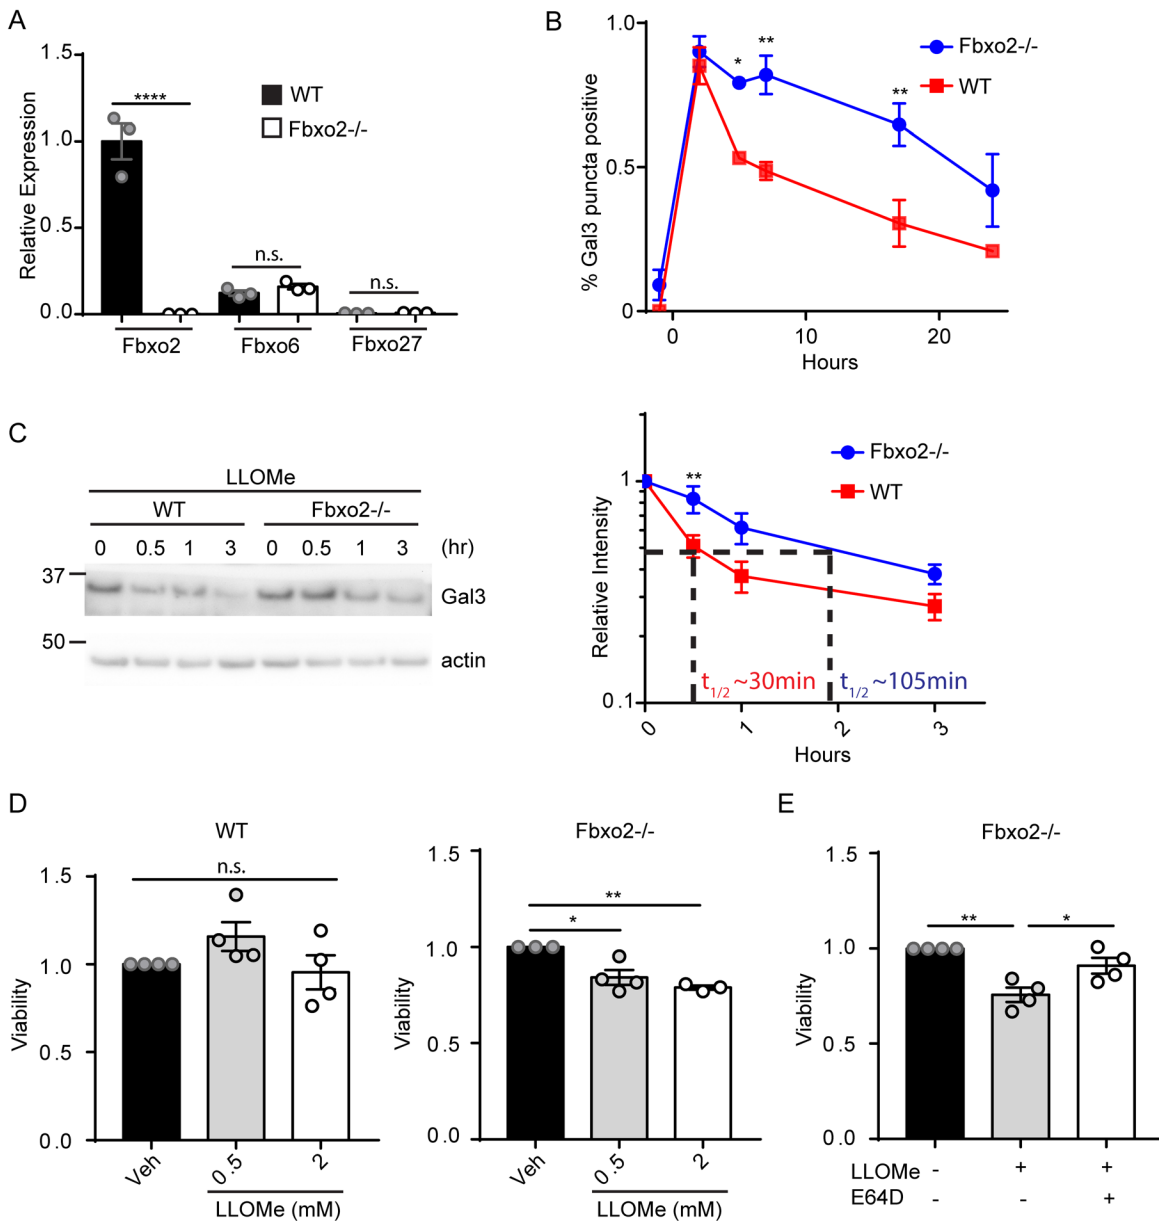 A
1.5
1.0
0.5
0.0
Relative Expression
****
n.s.
n.s.
WT
Fbxo2-/-
Fbxo2
Fbxo6
Fbxo27
B
1.0
0.5
0
% Gal3 puncta positive
*
**
**
Fbxo2-/-
WT
0
10
20
Hours
C
LLOMe
WT
Fbxo2-/-
0 0.5 1 3 0 0.5 1 3 (hr)
37
Gal3
50
actin
1
0.1
Relative Intensity
**
Fbxo2-/-
WT
t1/2 ~30min
t1/2 ~105min
0
1
2
3
Hours
D
WT
n.s.
1.5
1.0
0.5
0.0
Viability
Veh
0.5
2
LLOMe (mM)
Fbxo2-/-
**
*
1.5
1.0
0.5
0.0
Viability
Veh
0.5
2
LLOMe (mM)
E
Fbxo2-/-
** *
1.5
1.0
0.5
0.0
Viability
LLOMe - + +
E64D - - +